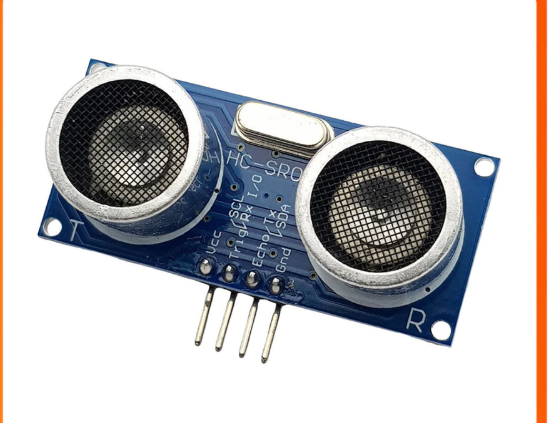 HC-SR0
T
Vcc
Trig/Rx/SCL I/O
Echo Tx/SDA
Gnd
R